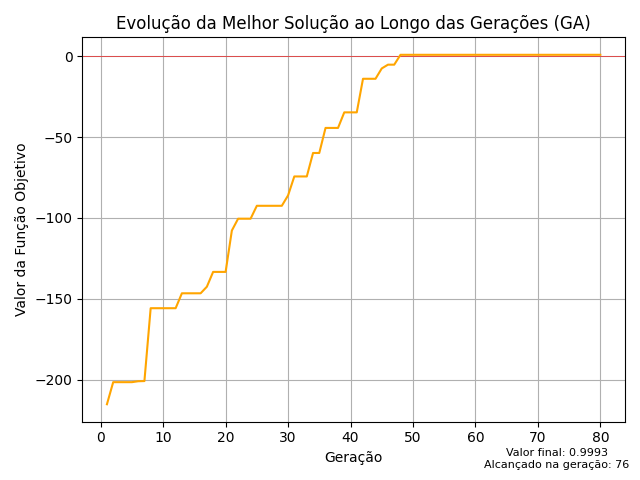 Evolução da Melhor Solução ao Longo das Gerações (GA)
Valor da Função Objetivo
0
−50
−100
−150
−200
0 10 20 30 40 50 60 70 80
Geração
Valor final: 0.9993
Alcançado na geração: 76